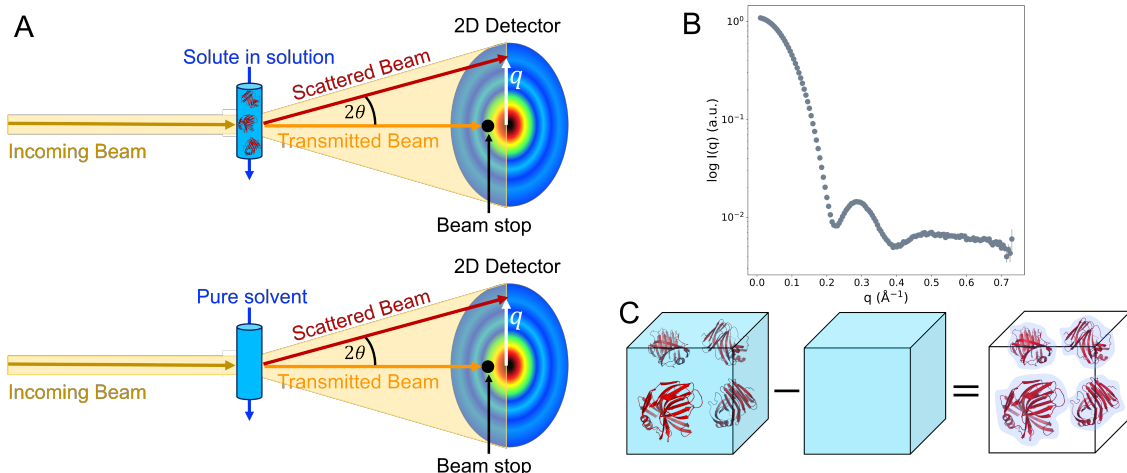 A
Solute in solution
Incoming Beam
Scattered Beam
2θ
Transmitted Beam
2D Detector
q
Beam stop
Pure solvent
Incoming Beam
Scattered Beam
2θ
Transmitted Beam
2D Detector
q
Beam stop
B
log I(q) (a.u.)
10⁰
10⁻¹
10⁻²
0.0 0.1 0.2 0.3 0.4 0.5 0.6 0.7
q (Å⁻¹)
C
− =